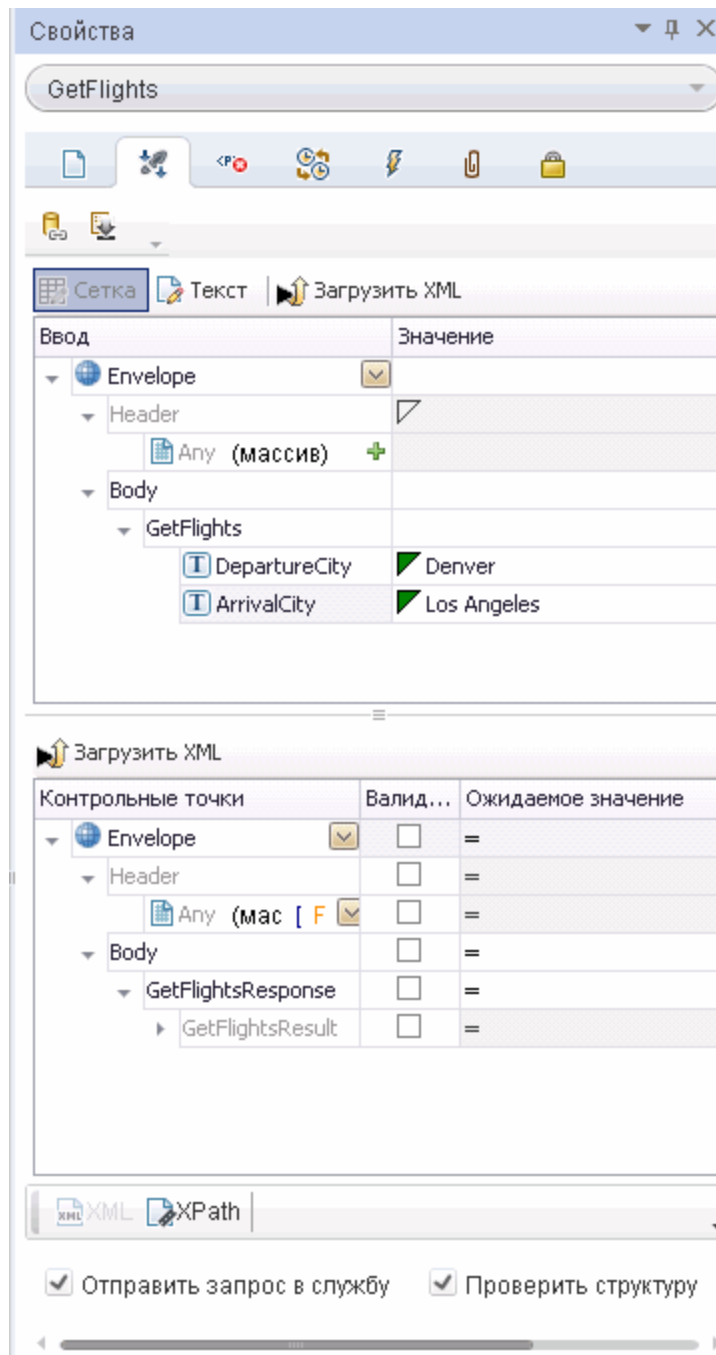 Свойства
GetFlights
<P>
Сетка Текст Загрузить XML
Ввод Значение
Envelope
Header
Any (массив)
Body
GetFlights
T DepartureCity Denver
T ArrivalCity Los Angeles
Загрузить XML
Контрольные точки Валид... Ожидаемое значение
Envelope =
Header =
Any (мас [ F =
Body =
GetFlightsResponse =
GetFlightsResult =
XML XML XPath
Отправить запрос в службу Проверить структуру